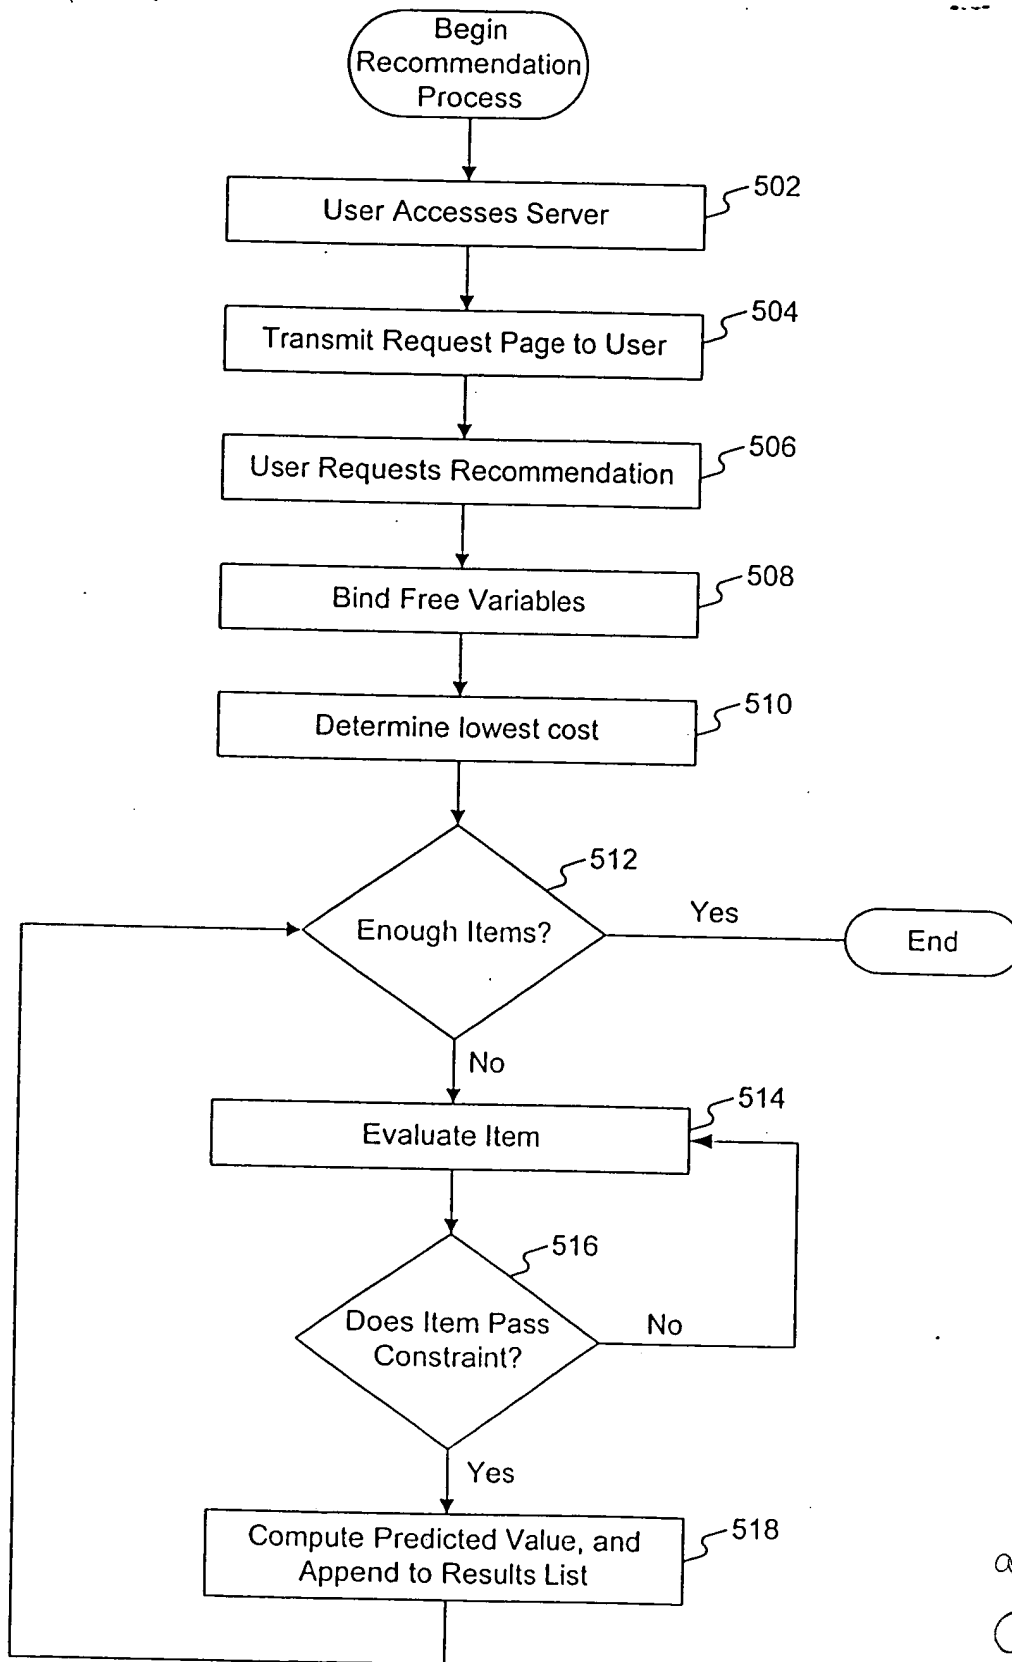 Begin
Recommendation
Process
502
User Accesses Server
504
Transmit Request Page to User
506
User Requests Recommendation
508
Bind Free Variables
510
Determine lowest cost
512
Enough Items?
Yes
End
No
514
Evaluate Item
516
Does Item Pass
Constraint?
No
Yes
518
Compute Predicted Value, and
Append to Results List